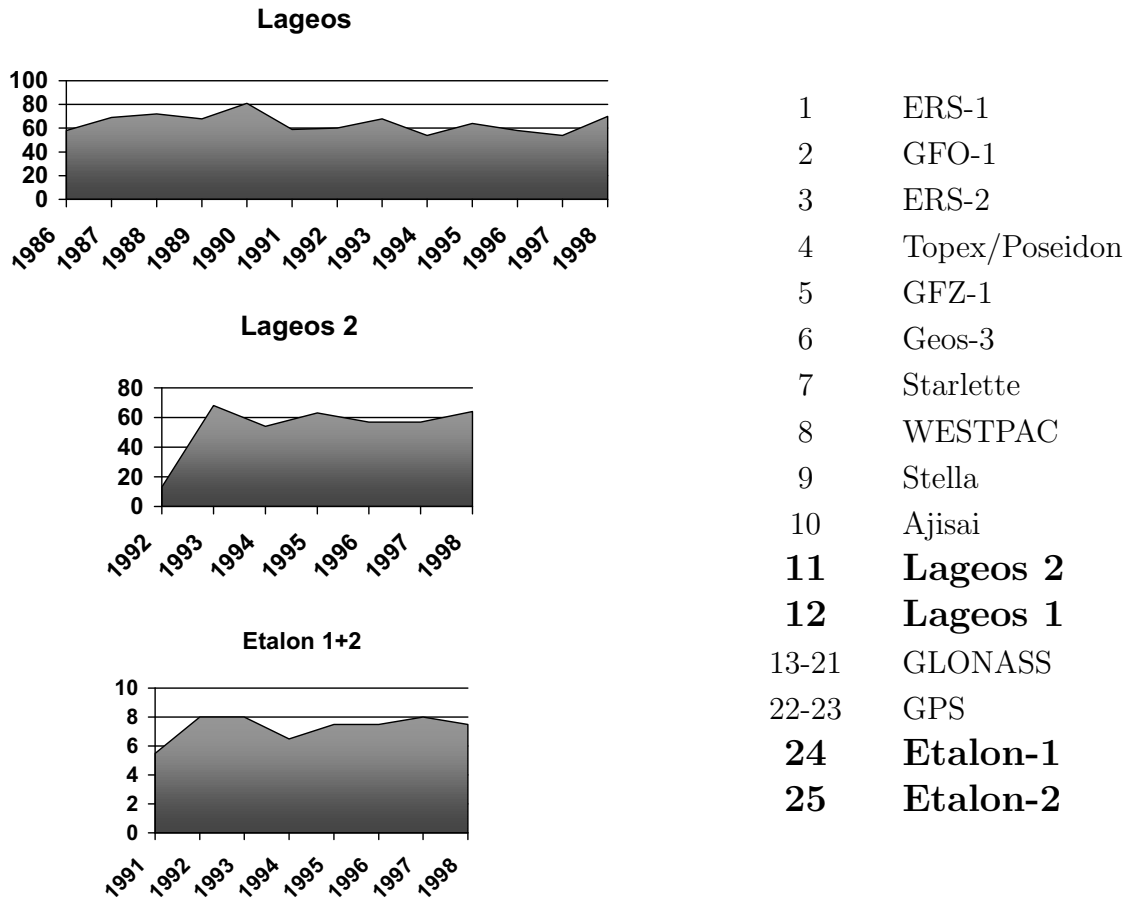 Lageos
100
80
60
40
20
0
1986 1987 1988 1989 1990 1991 1992 1993 1994 1995 1996 1997 1998
Lageos 2
80
60
40
20
0
1992 1993 1994 1995 1996 1997 1998
Etalon 1+2
10
8
6
4
2
0
1991 1992 1993 1994 1995 1996 1997 1998
1 ERS-1
2 GFO-1
3 ERS-2
4 Topex/Poseidon
5 GFZ-1
6 Geos-3
7 Starlette
8 WESTPAC
9 Stella
10 Ajisai
11 Lageos 2
12 Lageos 1
13-21 GLONASS
22-23 GPS
24 Etalon-1
25 Etalon-2